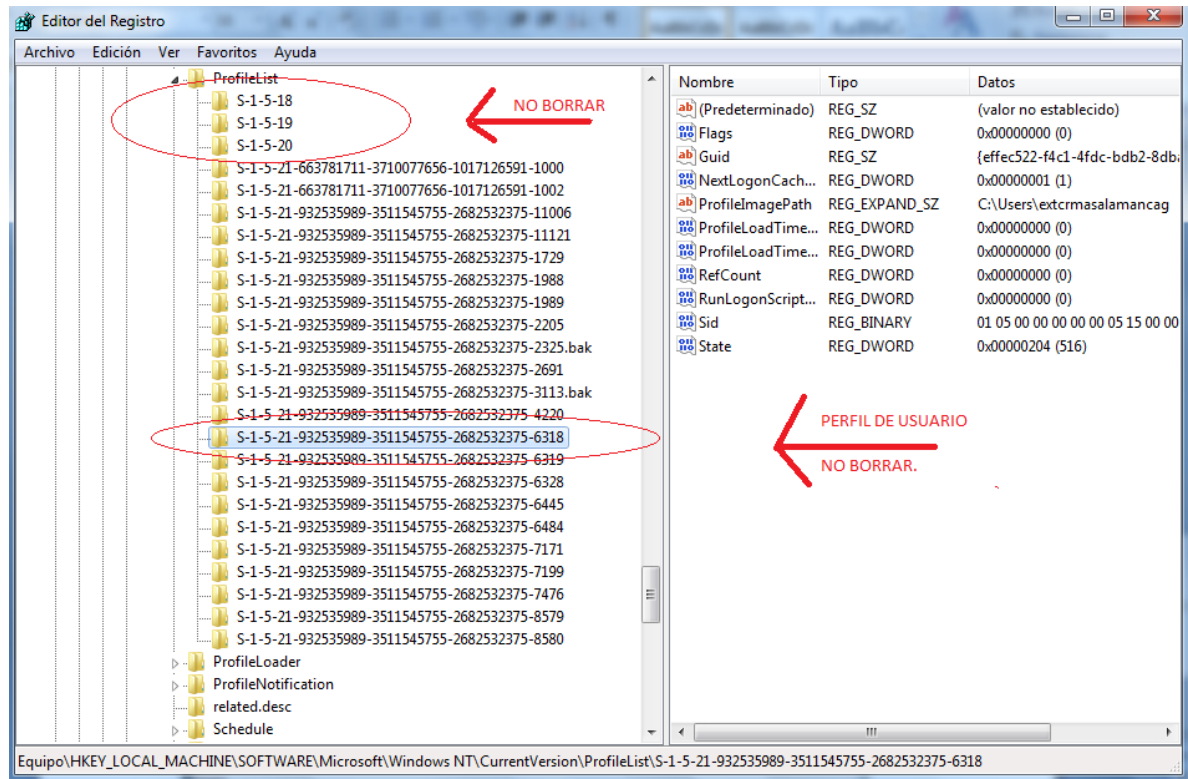 Editor del Registro
Archivo Edición Ver Favoritos Ayuda
ProfileList
S-1-5-18
S-1-5-19
S-1-5-20
S-1-5-21-663781711-3710077656-1017126591-1000
S-1-5-21-663781711-3710077656-1017126591-1002
S-1-5-21-932535989-3511545755-2682532375-11006
S-1-5-21-932535989-3511545755-2682532375-11121
S-1-5-21-932535989-3511545755-2682532375-1729
S-1-5-21-932535989-3511545755-2682532375-1988
S-1-5-21-932535989-3511545755-2682532375-1989
S-1-5-21-932535989-3511545755-2682532375-2205
S-1-5-21-932535989-3511545755-2682532375-2325.bak
S-1-5-21-932535989-3511545755-2682532375-2691
S-1-5-21-932535989-3511545755-2682532375-3113.bak
S-1-5-21-932535989-3511545755-2682532375-4220
S-1-5-21-932535989-3511545755-2682532375-6318
S-1-5-21-932535989-3511545755-2682532375-6319
S-1-5-21-932535989-3511545755-2682532375-6328
S-1-5-21-932535989-3511545755-2682532375-6445
S-1-5-21-932535989-3511545755-2682532375-6484
S-1-5-21-932535989-3511545755-2682532375-7171
S-1-5-21-932535989-3511545755-2682532375-7199
S-1-5-21-932535989-3511545755-2682532375-7476
S-1-5-21-932535989-3511545755-2682532375-8579
S-1-5-21-932535989-3511545755-2682532375-8580
ProfileLoader
ProfileNotification
related.desc
Schedule
NO BORRAR
Nombre Tipo Datos
(Predeterminado) REG_SZ (valor no establecido)
Flags REG_DWORD 0x00000000 (0)
Guid REG_SZ {effec522-f4c1-4fdc-bdb2-8db
NextLogonCach... REG_DWORD 0x00000001 (1)
ProfileImagePath REG_EXPAND_SZ C:\Users\extcrmasalamancag
ProfileLoadTime... REG_DWORD 0x00000000 (0)
ProfileLoadTime... REG_DWORD 0x00000000 (0)
RefCount REG_DWORD 0x00000000 (0)
RunLogonScript... REG_DWORD 0x00000000 (0)
Sid REG_BINARY 01 05 00 00 00 00 00 05 15 00 00
State REG_DWORD 0x00000204 (516)
PERFIL DE USUARIO
NO BORRAR.
Equipo\HKEY_LOCAL_MACHINE\SOFTWARE\Microsoft\Windows NT\CurrentVersion\ProfileList\S-1-5-21-932535989-3511545755-2682532375-6318